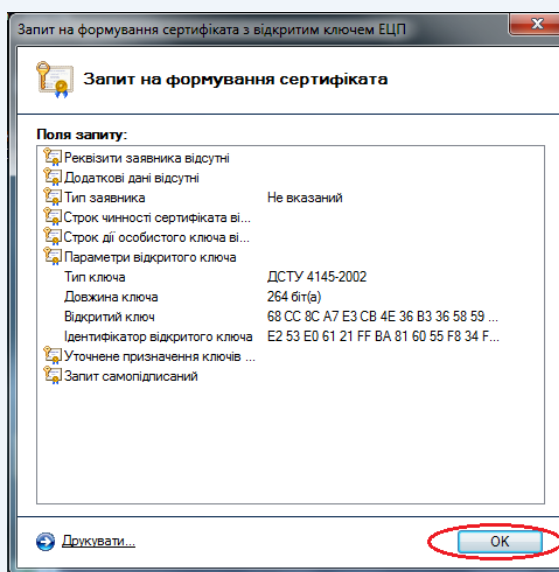 Запит на формування сертифіката з відкритим ключем ЕЦП
Запит на формування сертифіката
Поля запиту:
Реквізити заявника відсутні
Додаткові дані відсутні
Тип заявника Не вказаний
Строк чинності сертифіката ві...
Строк дії особистого ключа ві...
Параметри відкритого ключа
Тип ключа ДСТУ 4145-2002
Довжина ключа 264 біт(а)
Відкритий ключ 68 CC 8C A7 E3 CB 4E 36 B3 36 58 59 ...
Ідентифікатор відкритого ключа E2 53 E0 61 21 FF BA 81 60 55 F8 34 F...
Уточнене призначення ключів ...
Запит самопідписаний
Друкувати...
OK